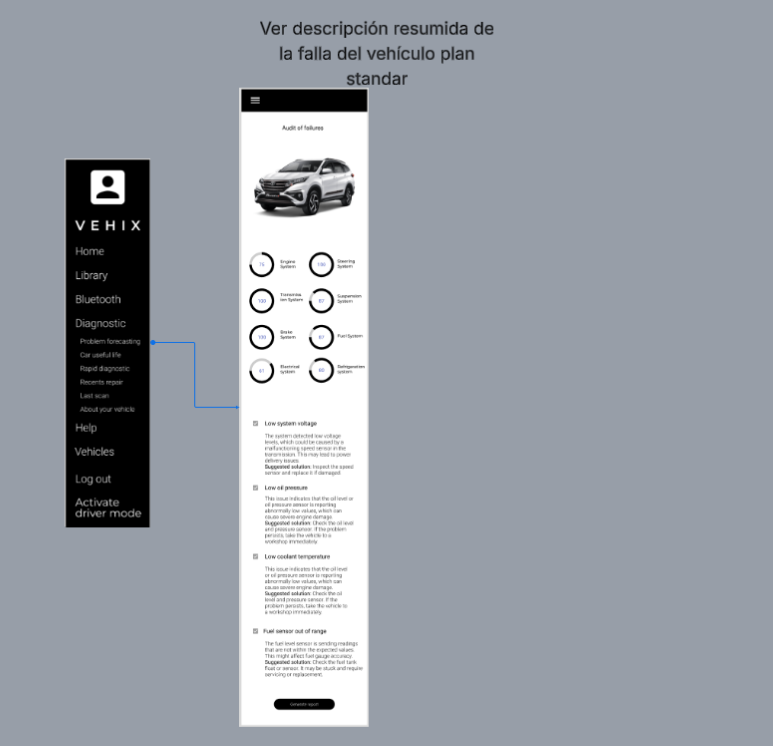 Ver descripción resumida de
la falla del vehículo plan
standar
VEHIX
Home
Library
Bluetooth
Diagnostic
Problem forecasting
Car useful life
Rapid diagnostic
Recents repair
Last scan
About your vehicle
Help
Vehicles
Log out
Activate
driver mode
Audit of failures
75
Engine
System
100
Steering
System
100
Transmiss
ion System
87
Suspension
System
100
Brake
System
Fuel System
61
Electrical
system
Refrigeration
system
Low system voltage
The system detected low voltage
levels, which could be caused by a
malfunctioning speed sensor in the
transmission. This may lead to power
delivery issues.
Suggested solution: Inspect the speed
sensor and replace it if damaged
Low oil pressure
This issue indicates that the oil level or
oil pressure sensor is reporting
abnormally low values, which can
cause severe engine damage.
Suggested solution: Check the oil level
and pressure sensor. If the problem
persists, take the vehicle to a
workshop immediately.
Low coolant temperature
This issue indicates that the oil level
or oil pressure sensor is reporting
abnormally low values, which can
cause severe engine damage.
Suggested solution: Check the oil
level and pressure sensor. If the
problem persists, take the vehicle to
a workshop immediately.
Fuel sensor out of range
The fuel level sensor is sending readings
that are not within the expected values.
This might affect fuel gauge accuracy.
Suggested solution: Check the fuel tank
float or sensor. It may be stuck and require
servicing or replacement.
Generate report